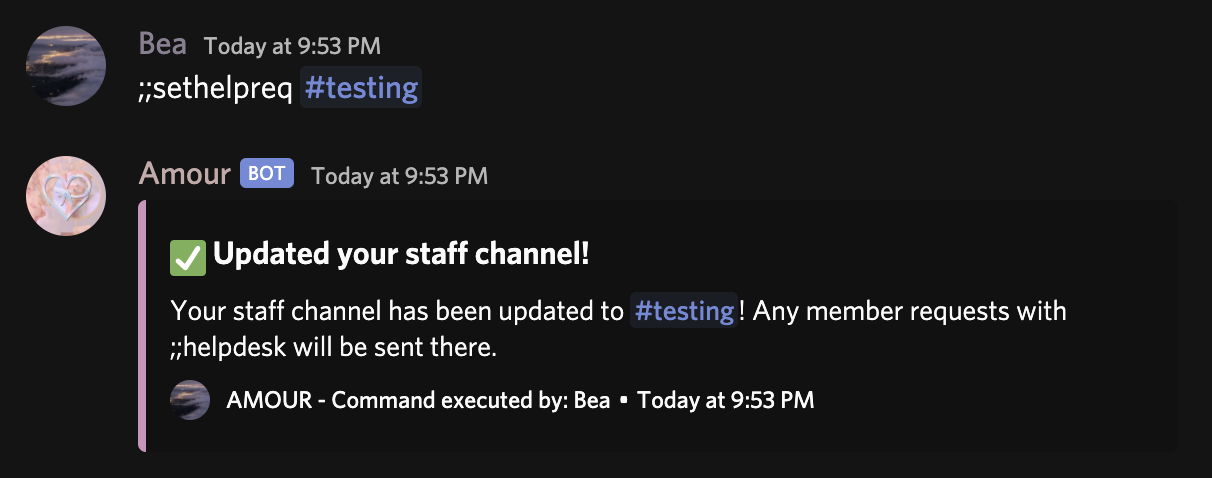 Bea Today at 9:53 PM
;;sethelpreq #testing
Amour BOT Today at 9:53 PM
✅ Updated your staff channel!
Your staff channel has been updated to #testing! Any member requests with
;;helpdesk will be sent there.
AMOUR - Command executed by: Bea • Today at 9:53 PM